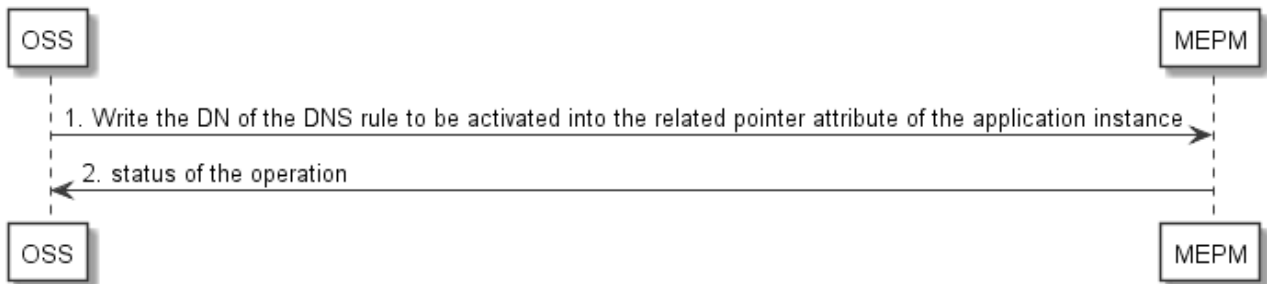 OSS MEPM
1. Write the DN of the DNS rule to be activated into the related pointer attribute of the application instance
2. status of the operation
OSS MEPM